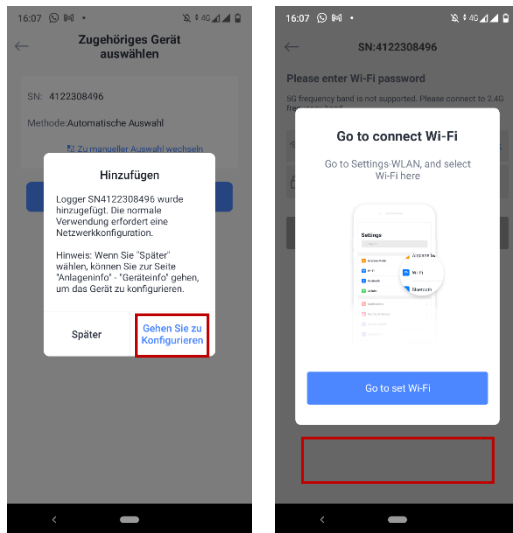 16:07
4G
Zugehöriges Gerät
auswählen
SN: 4122308496
Methode:Automatische Auswahl
Zu manueller Auswahl wechseln
Hinzufügen
Logger SN4122308496 wurde
hinzugefügt. Die normale
Verwendung erfordert eine
Netzwerkkonfiguration.
Hinweis: Wenn Sie "Später"
wählen, können Sie zur Seite
"Anlageninfo" - "Geräteinfo" gehen,
um das Gerät zu konfigurieren.
Später
Gehen Sie zu
Konfigurieren
16:07
4G
SN:4122308496
Please enter Wi-Fi password
5G frequency band is not supported. Please connect to 2.4G
Go to connect Wi-Fi
Go to Settings-WLAN, and select
Wi-Fi here
Settings
Wi-Fi
Bluetooth
Go to set Wi-Fi